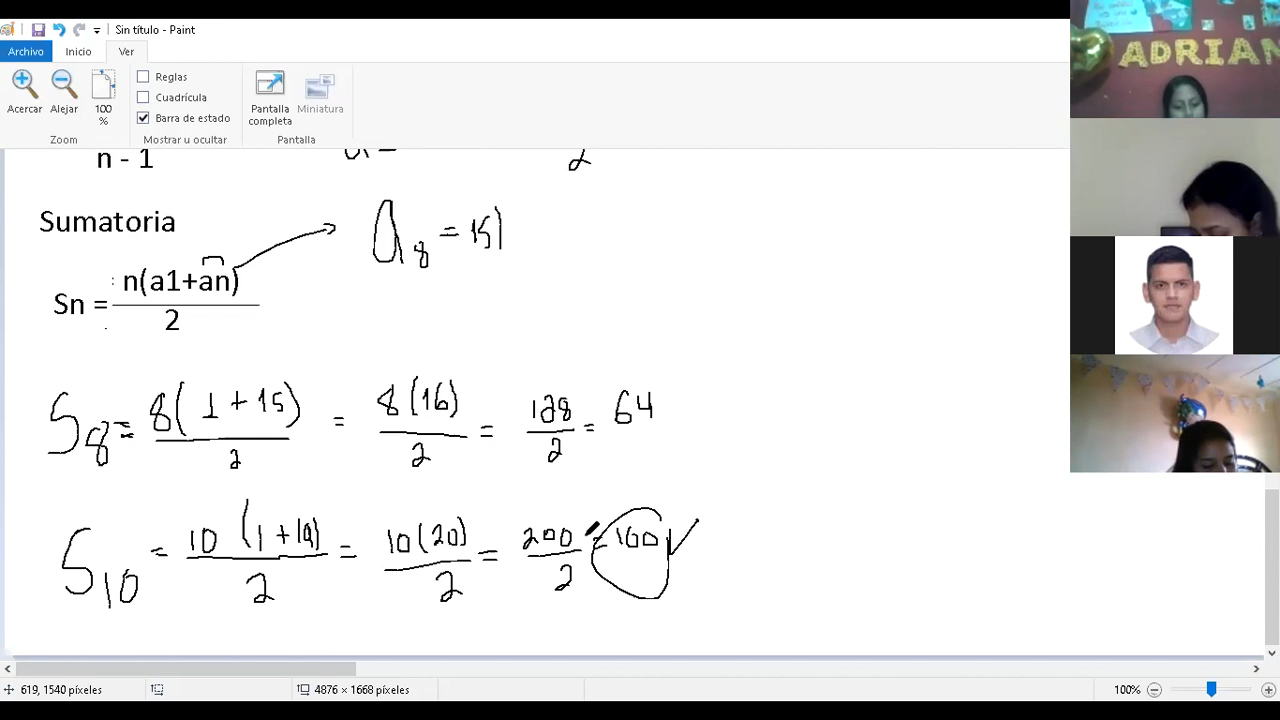 Sin título - Paint
Archivo Inicio Ver
Acercar Alejar 100 % Reglas Cuadrícula Barra de estado Pantalla completa Miniatura
Zoom Mostrar u ocultar Pantalla
n - 1 2
Sumatoria
a8 = 15
Sn = n(a1+an) / 2
S8 = 8(1+15) / 2 = 8(16) / 2 = 128 / 2 = 64
S10 = 10(1+19) / 2 = 10(20) / 2 = 200 / 2 = 100 ✓
619, 1540 píxeles 4876 × 1668 píxeles 100%
ADRIAN